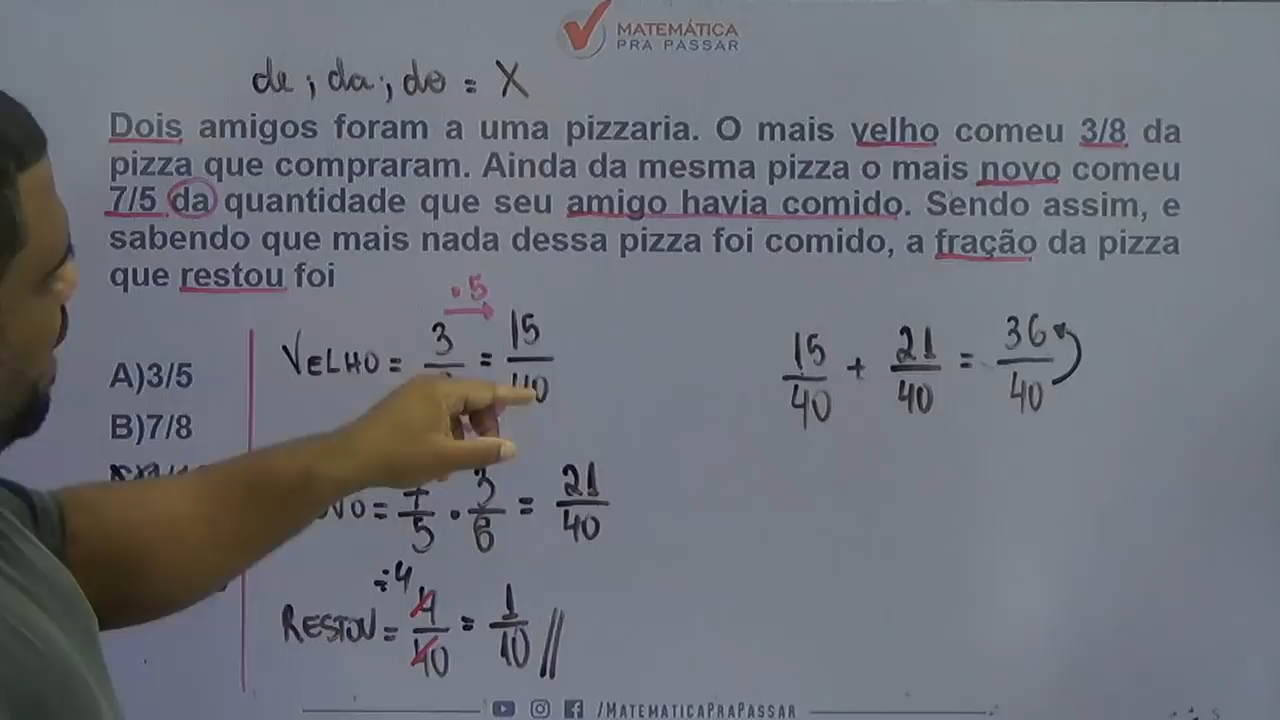 MATEMÁTICA
PRA PASSAR
de ; da ; do = X
Dois amigos foram a uma pizzaria. O mais velho comeu 3/8 da
pizza que compraram. Ainda da mesma pizza o mais novo comeu
7/5 da quantidade que seu amigo havia comido. Sendo assim, e
sabendo que mais nada dessa pizza foi comido, a fração da pizza
que restou foi
A)3/5
B)7/8
· 5
VELHO = 3 = 15/40
7/5 · 3/8 = 21/40
÷4
RESTOU = 4/40 = 1/10 //
15/40 + 21/40 = 36/40
/MATEMATICAPRAPASSAR